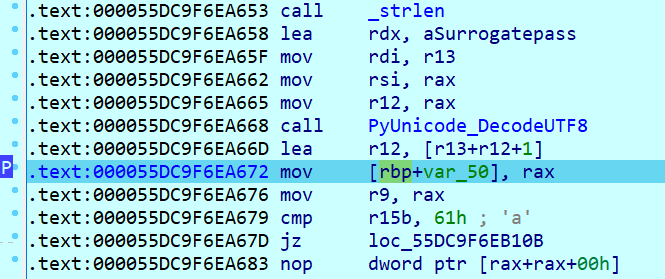 .text:000055DC9F6EA653 call _strlen
.text:000055DC9F6EA658 lea rdx, aSurrogatepass
.text:000055DC9F6EA65F mov rdi, r13
.text:000055DC9F6EA662 mov rsi, rax
.text:000055DC9F6EA665 mov r12, rax
.text:000055DC9F6EA668 call PyUnicode_DecodeUTF8
.text:000055DC9F6EA66D lea r12, [r13+r12+1]
P .text:000055DC9F6EA672 mov [rbp+var_50], rax
.text:000055DC9F6EA676 mov r9, rax
.text:000055DC9F6EA679 cmp r15b, 61h ; 'a'
.text:000055DC9F6EA67D jz loc_55DC9F6EB10B
.text:000055DC9F6EA683 nop dword ptr [rax+rax+00h]